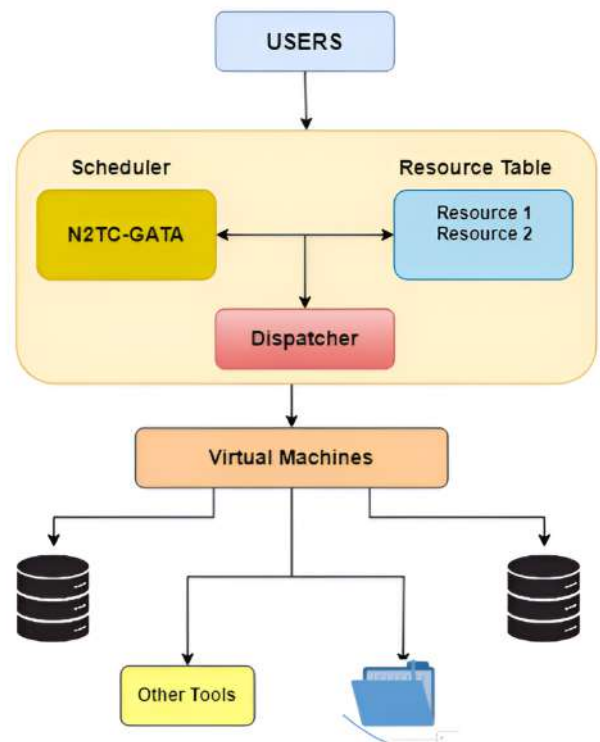 USERS
Scheduler
Resource Table
N2TC-GATA
Resource 1
Resource 2
Dispatcher
Virtual Machines
Other Tools